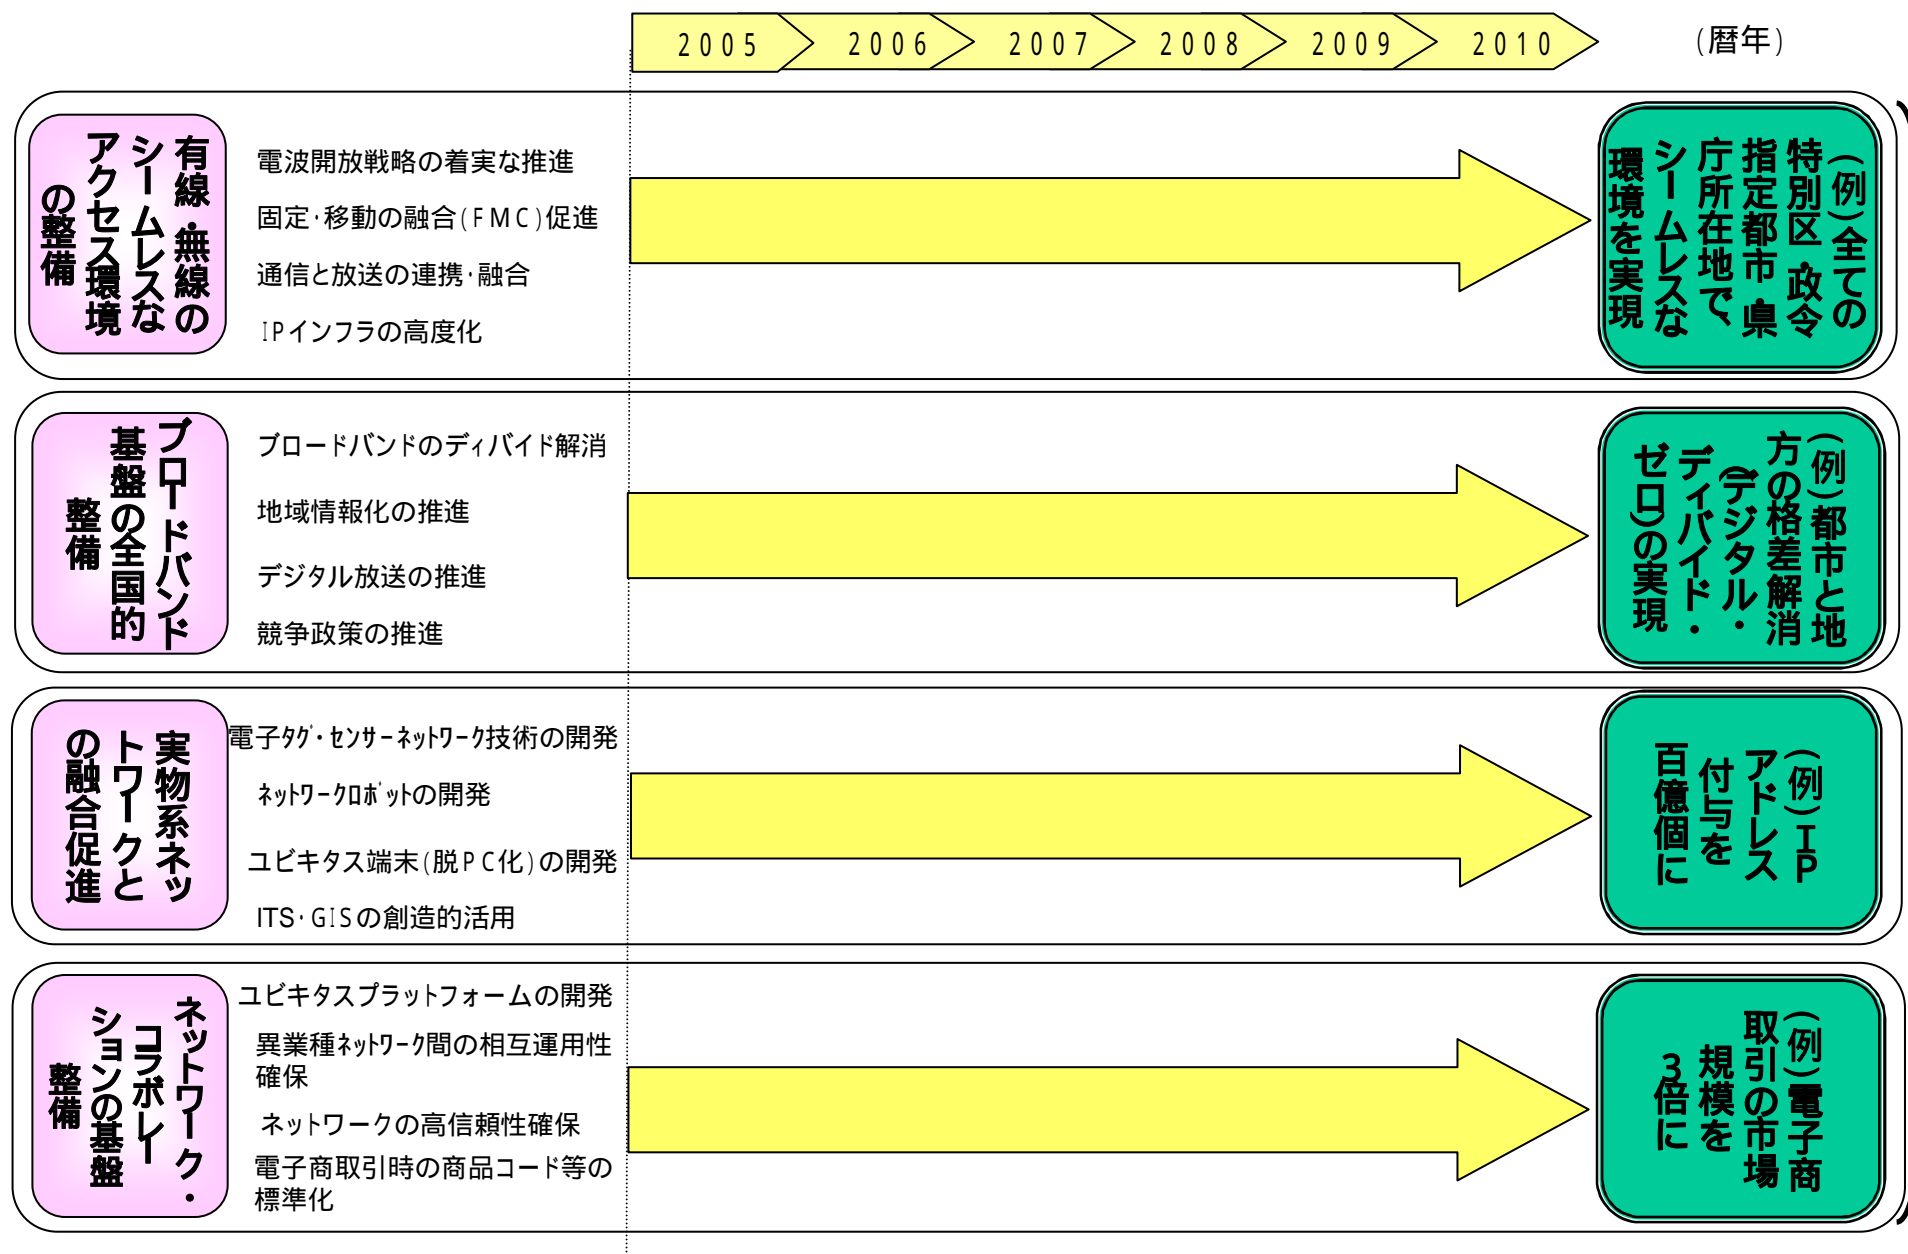 2005
2006
2007
2008
2009
2010
(暦年)
有線・無線の
シームレスな
アクセス環境
の整備
電波開放戦略の着実な推進
固定・移動の融合(FMC)促進
通信と放送の連携・融合
IPインフラの高度化
(例)全ての
特別区・政令
指定都市・県
庁所在地で、
シームレスな
環境を実現
ブロードバンド
基盤の全国的
整備
ブロードバンドのディバイド解消
地域情報化の推進
デジタル放送の推進
競争政策の推進
(例)都市と地
方の格差解消
(デジタル・
ディバイド・
ゼロ)の実現
実物系ネッ
トワークと
の融合促進
電子タグ・センサーネットワーク技術の開発
ネットワークロボットの開発
ユビキタス端末(脱PC化)の開発
ITS・GISの創造的活用
(例)IP
アドレス
付与を
百億個に
ネットワーク・
コラボレー
ションの基盤
整備
ユビキタスプラットフォームの開発
異業種ネットワーク間の相互運用性
確保
ネットワークの高信頼性確保
電子商取引時の商品コード等の
標準化
(例)電子商
取引の市場
規模を
3倍に